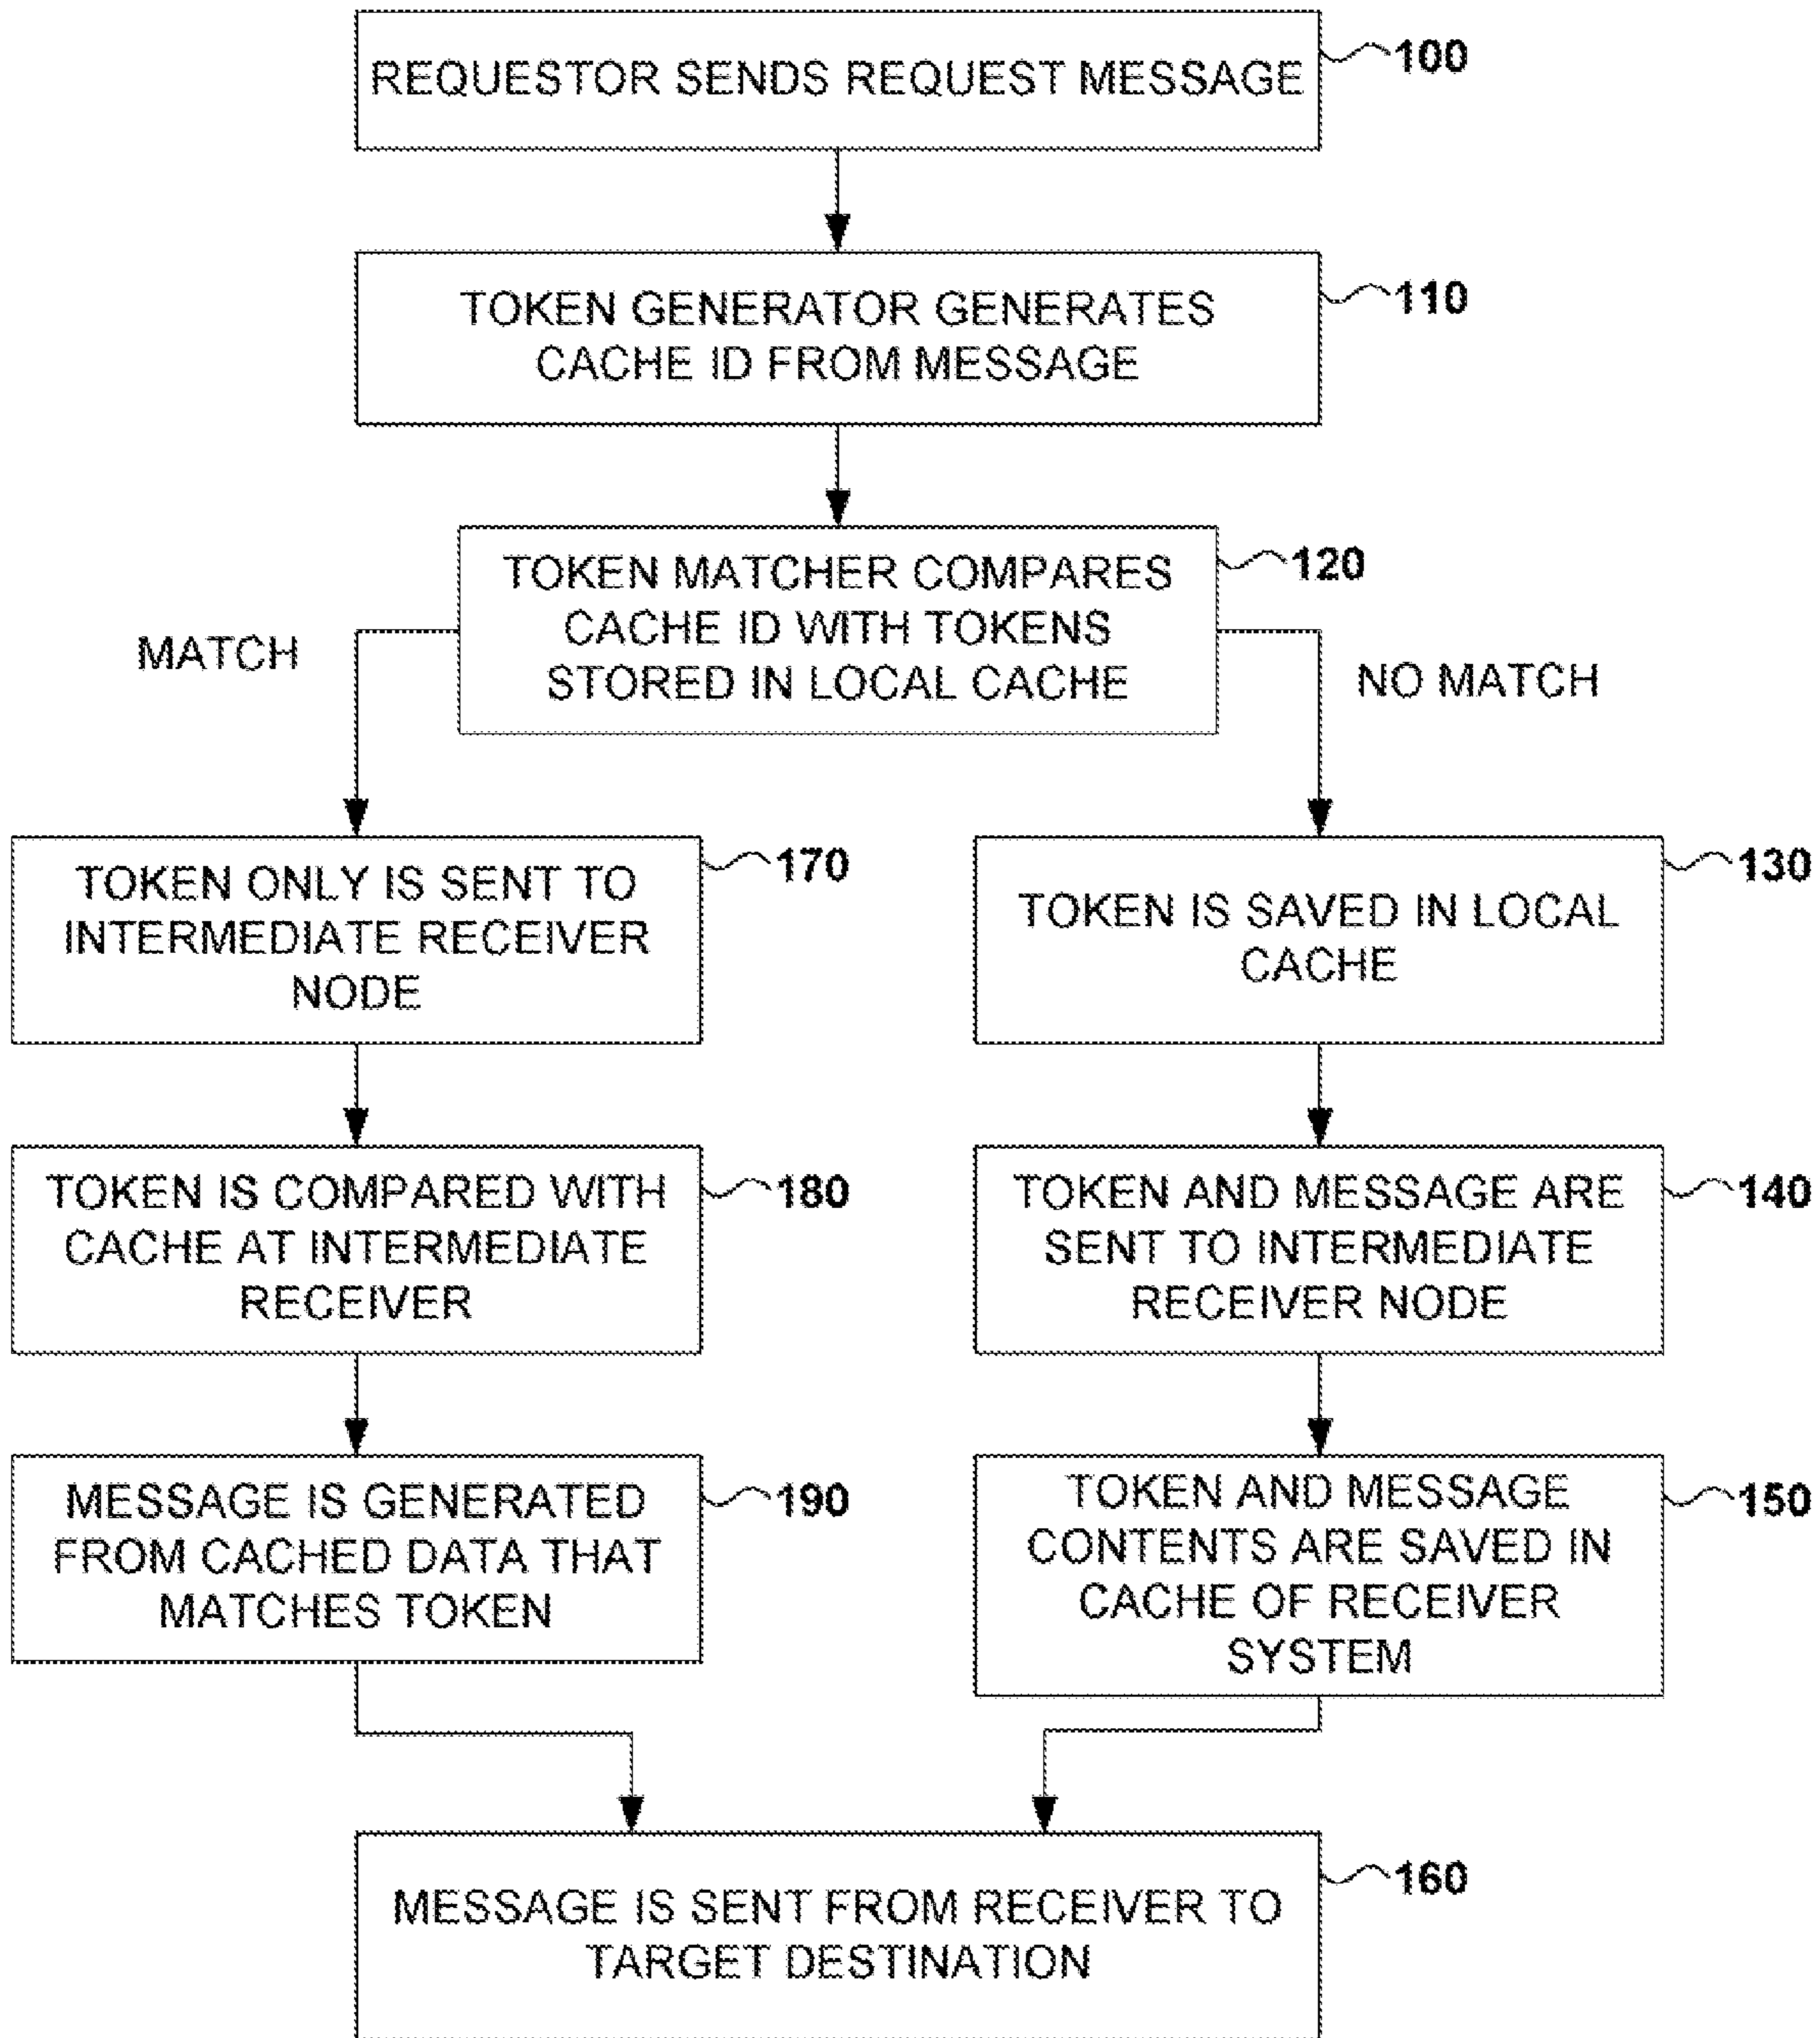 REQUESTOR SENDS REQUEST MESSAGE
100
TOKEN GENERATOR GENERATES
CACHE ID FROM MESSAGE
110
TOKEN MATCHER COMPARES
CACHE ID WITH TOKENS
STORED IN LOCAL CACHE
120
MATCH
NO MATCH
TOKEN ONLY IS SENT TO
INTERMEDIATE RECEIVER
NODE
170
TOKEN IS SAVED IN LOCAL
CACHE
130
TOKEN IS COMPARED WITH
CACHE AT INTERMEDIATE
RECEIVER
180
TOKEN AND MESSAGE ARE
SENT TO INTERMEDIATE
RECEIVER NODE
140
MESSAGE IS GENERATED
FROM CACHED DATA THAT
MATCHES TOKEN
190
TOKEN AND MESSAGE
CONTENTS ARE SAVED IN
CACHE OF RECEIVER
SYSTEM
150
MESSAGE IS SENT FROM RECEIVER TO
TARGET DESTINATION
160